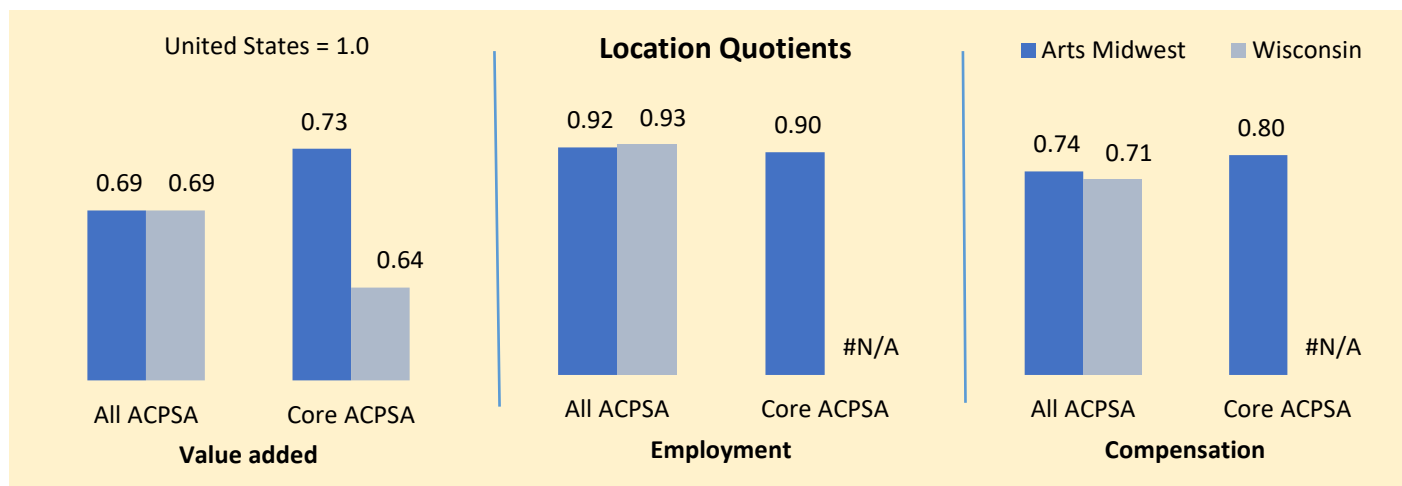 United States = 1.0
Location Quotients
Arts Midwest
Wisconsin
0.69
0.69
0.73
0.64
All ACPSA
Core ACPSA
Value added
0.92
0.93
0.90
#N/A
All ACPSA
Core ACPSA
Employment
0.74
0.71
0.80
#N/A
All ACPSA
Core ACPSA
Compensation